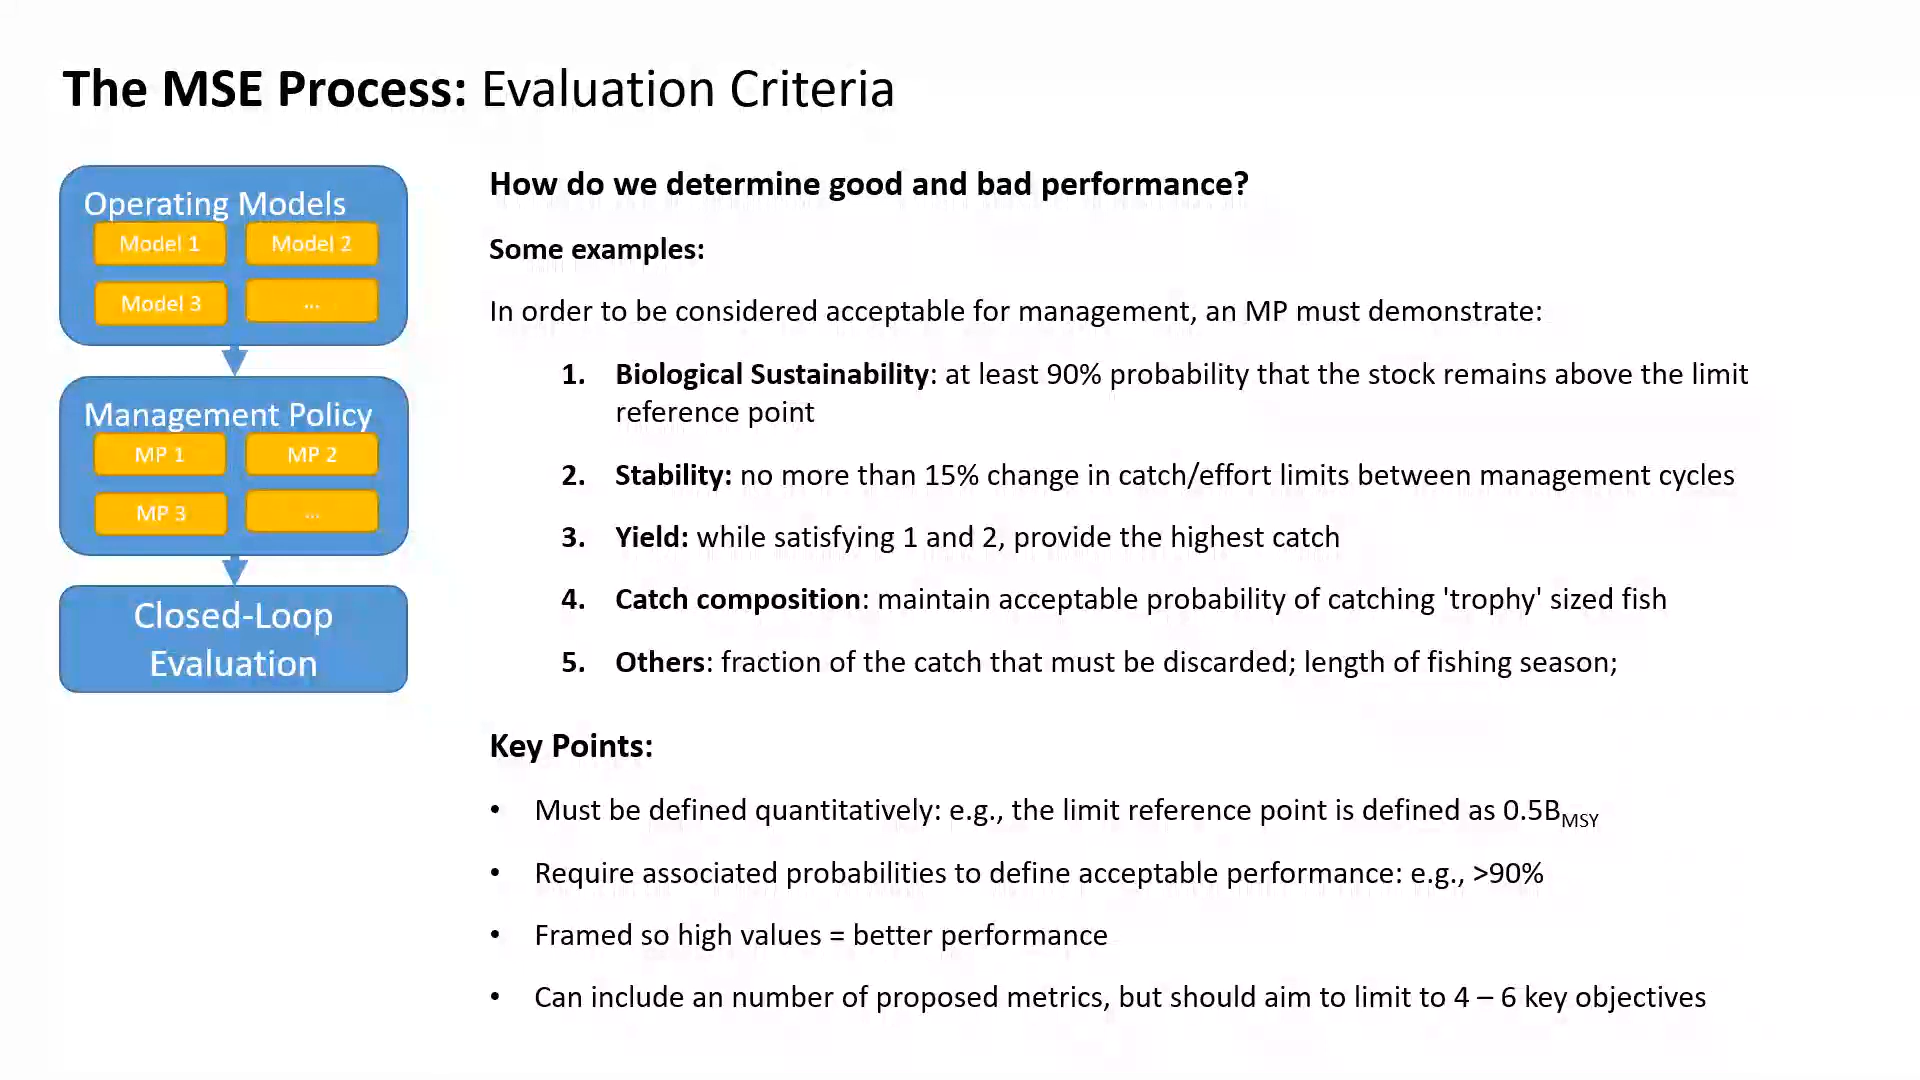 The MSE Process: Evaluation Criteria
Operating Models
Model 1
Model 2
Model 3
...
Management Policy
MP 1
MP 2
MP 3
...
Closed-Loop
Evaluation
How do we determine good and bad performance?
Some examples:
In order to be considered acceptable for management, an MP must demonstrate:
1. Biological Sustainability: at least 90% probability that the stock remains above the limit
reference point
2. Stability: no more than 15% change in catch/effort limits between management cycles
3. Yield: while satisfying 1 and 2, provide the highest catch
4. Catch composition: maintain acceptable probability of catching 'trophy' sized fish
5. Others: fraction of the catch that must be discarded; length of fishing season;
Key Points:
• Must be defined quantitatively: e.g., the limit reference point is defined as 0.5BMSY
• Require associated probabilities to define acceptable performance: e.g., >90%
• Framed so high values = better performance
• Can include an number of proposed metrics, but should aim to limit to 4 – 6 key objectives